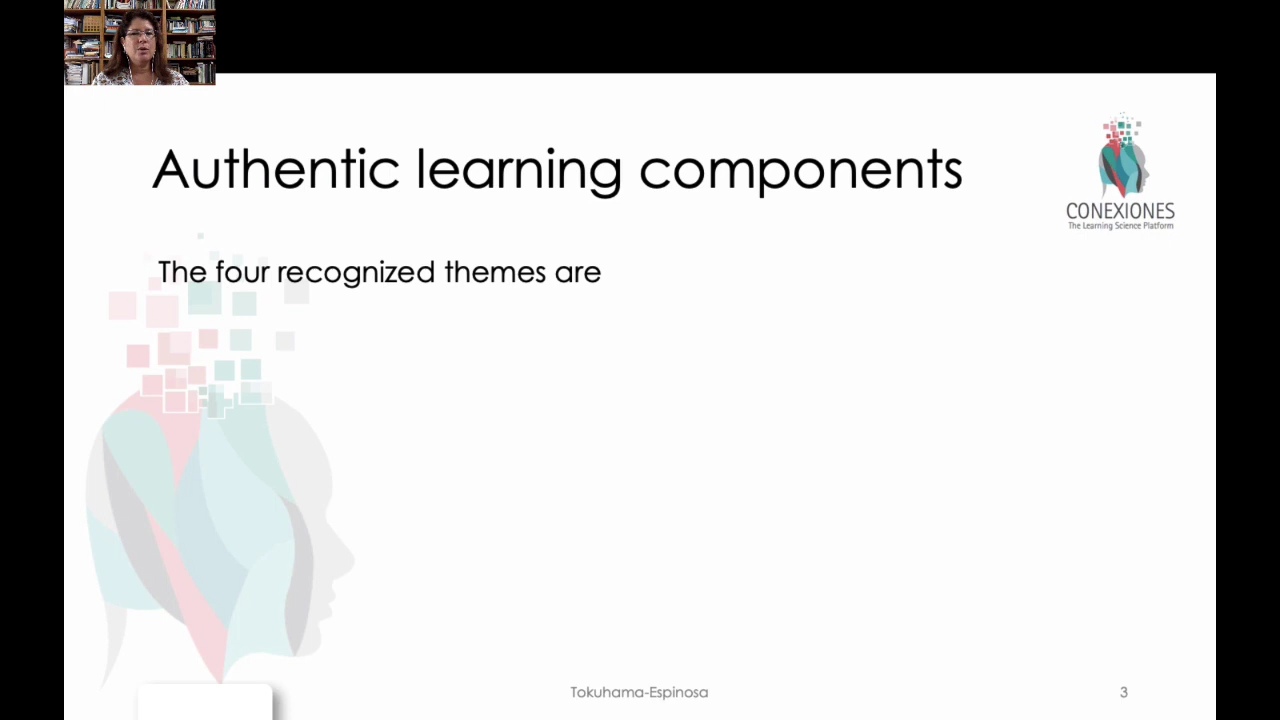 Authentic learning components
CONEXIONES
The Learning Science Platform
The four recognized themes are
Tokuhama-Espinosa
3